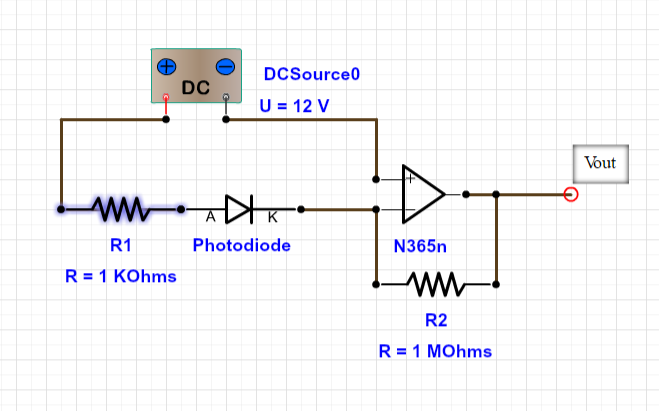 DC
DCSource0
U = 12 V
Vout
+
A
K
R1
Photodiode
N365n
R = 1 KOhms
R2
R = 1 MOhms